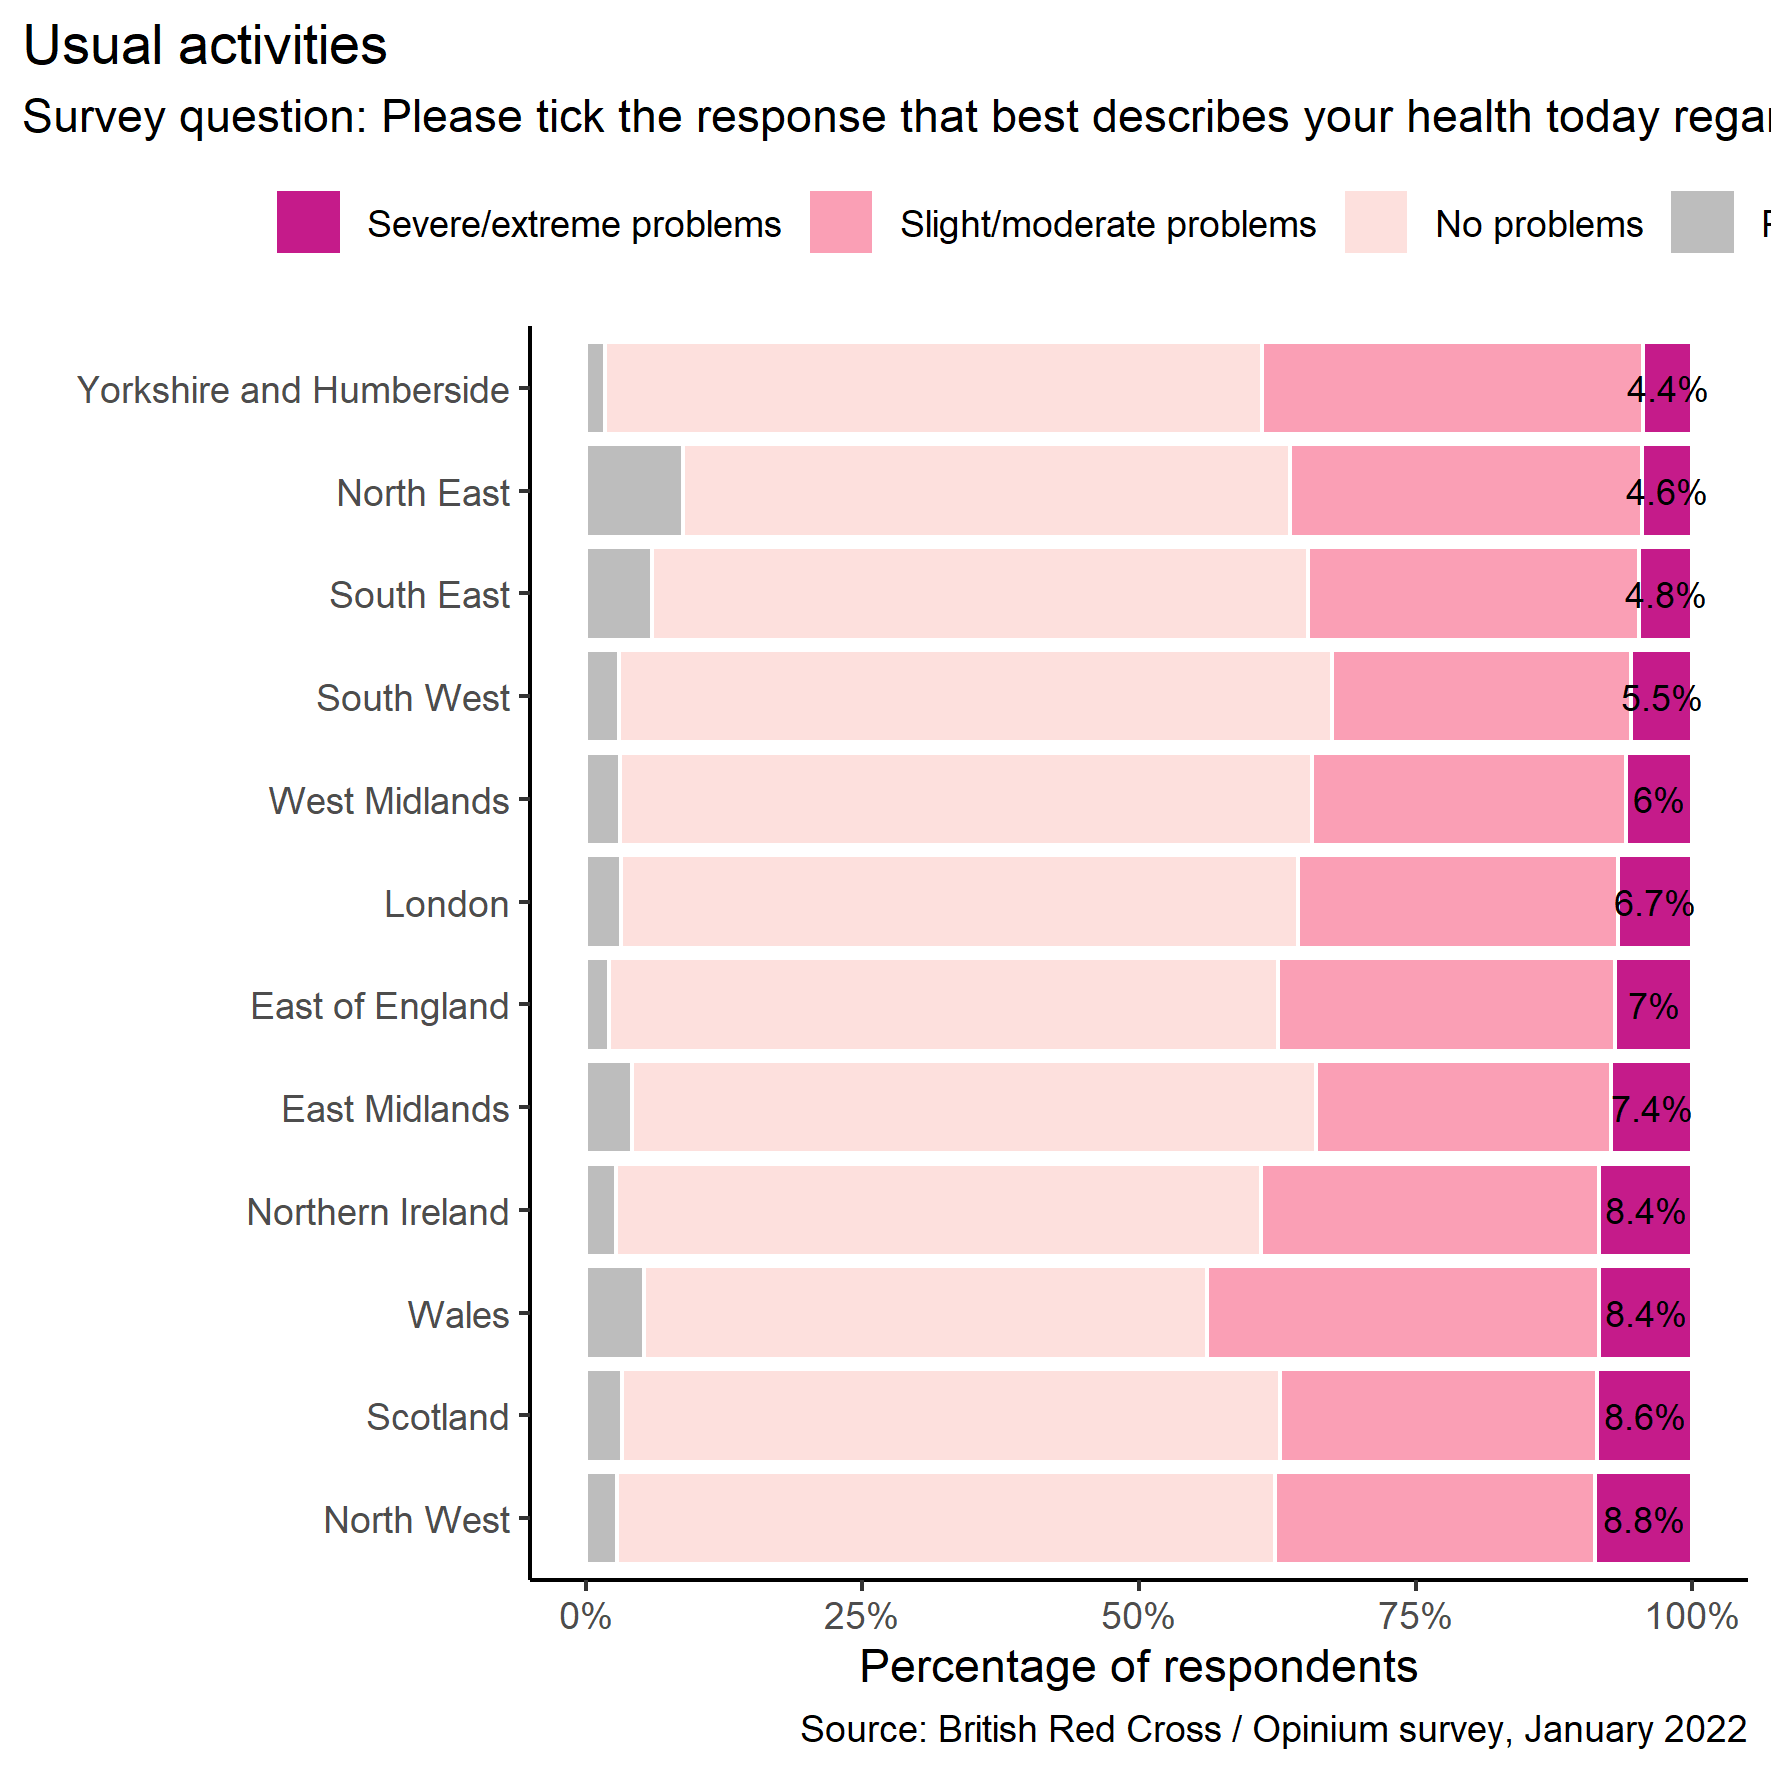 Usual activities
Survey question: Please tick the response that best describes your health today
Severe/extreme problems Slight/moderate problems No problems
Yorkshire and Humberside 4.4%
North East 4.6%
South East 4.8%
South West 5.5%
West Midlands 6%
London 6.7%
East of England 7%
East Midlands 7.4%
Northern Ireland 8.4%
Wales 8.4%
Scotland 8.6%
North West 8.8%
0% 25% 50% 75% 100%
Percentage of respondents
Source: British Red Cross / Opinium survey, January 2022